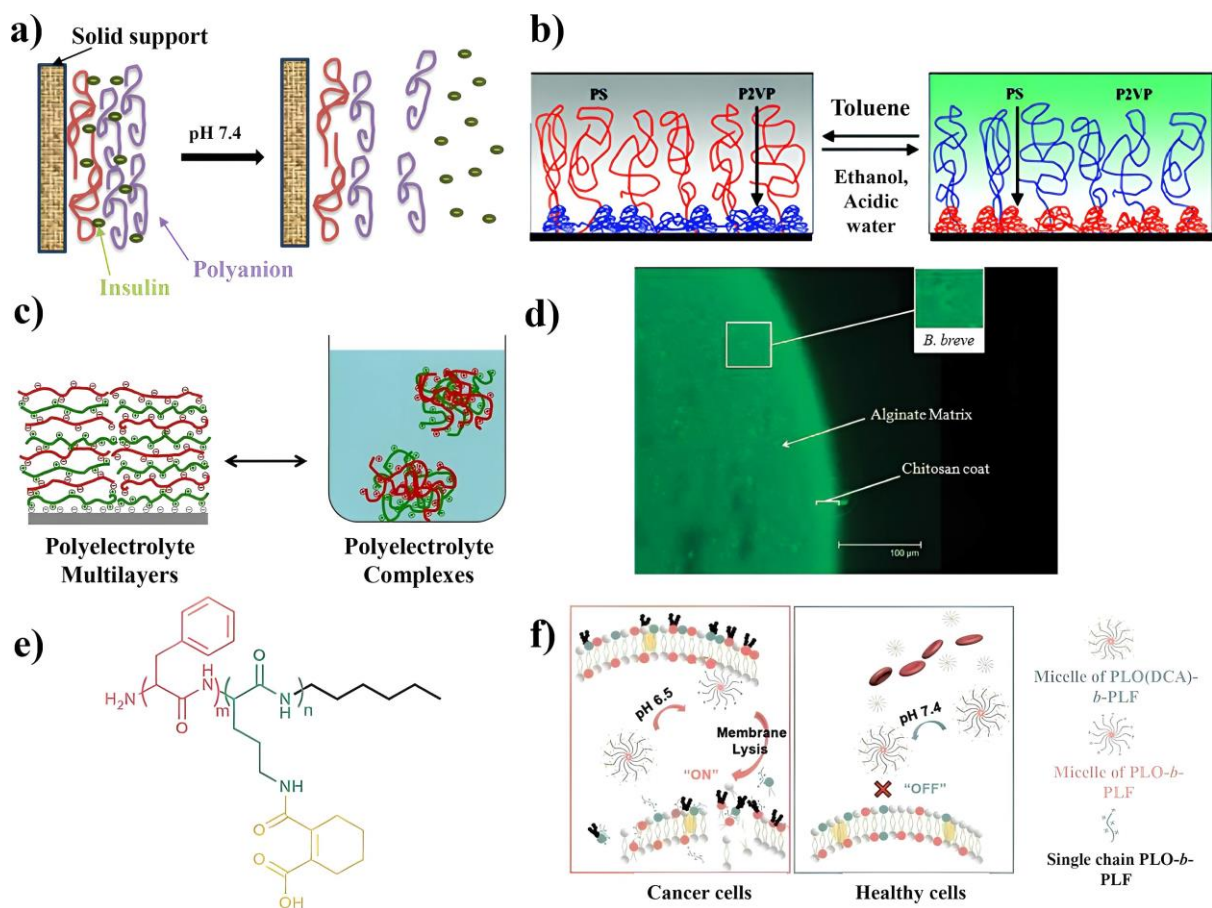 a)
Solid support
pH 7.4
Insulin
Polyanion
b)
PS
P2VP
Toluene
Ethanol,
Acidic
water
PS
P2VP
c)
Polyelectrolyte
Multilayers
Polyelectrolyte
Complexes
d)
B. breve
Alginate Matrix
Chitosan coat
100 µm
e)
H₂N
O
H
N
m
O
N
H
n
NH
O
O
OH
f)
pH 6.5
Membrane
Lysis
"ON"
Cancer cells
pH 7.4
"OFF"
Healthy cells
Micelle of PLO(DCA)-
b-PLF
Micelle of PLO-b-
PLF
Single chain PLO-b-
PLF